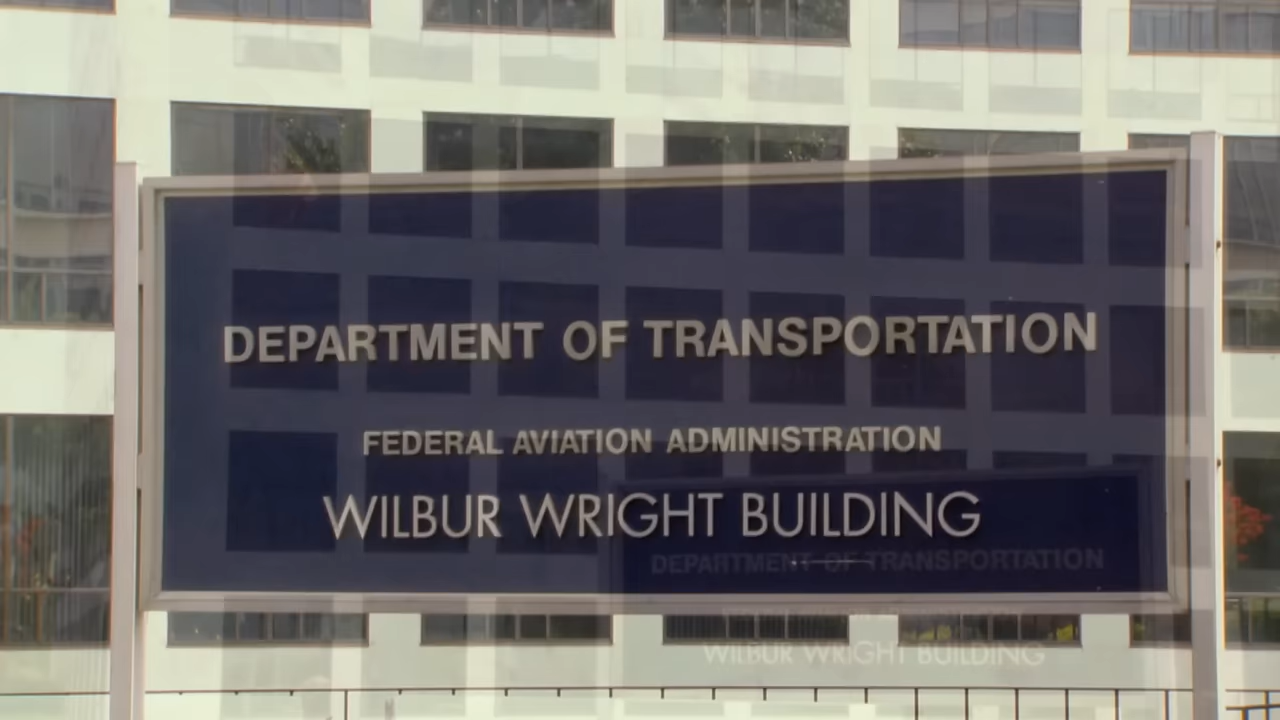 DEPARTMENT OF TRANSPORTATION
FEDERAL AVIATION ADMINISTRATION
WILBUR WRIGHT BUILDING
DEPARTMENT OF TRANSPORTATION
WILBUR WRIGHT BUILDING